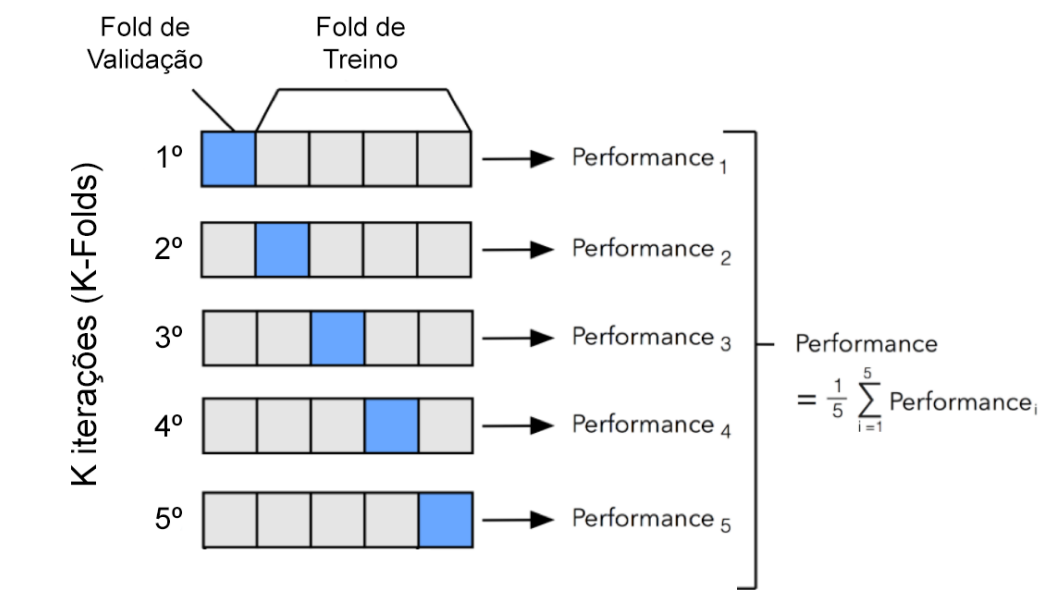 Fold de
Validação
Fold de
Treino
K iterações (K-Folds)
1º
Performance 1
2º
Performance 2
3º
Performance 3
4º
Performance 4
5º
Performance 5
Performance
= 1/5 5∑i=1 Performance i